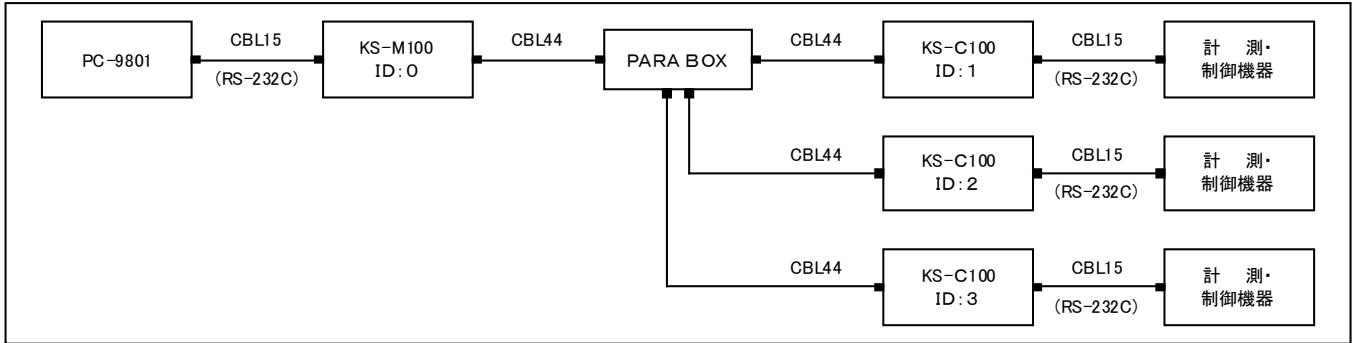 PC-9801
CBL15
(RS-232C)
KS-M100
ID:0
CBL44
PARA BOX
CBL44
KS-C100
ID:1
CBL15
(RS-232C)
計 測・
制御機器
CBL44
KS-C100
ID:2
CBL15
(RS-232C)
計 測・
制御機器
CBL44
KS-C100
ID:3
CBL15
(RS-232C)
計 測・
制御機器